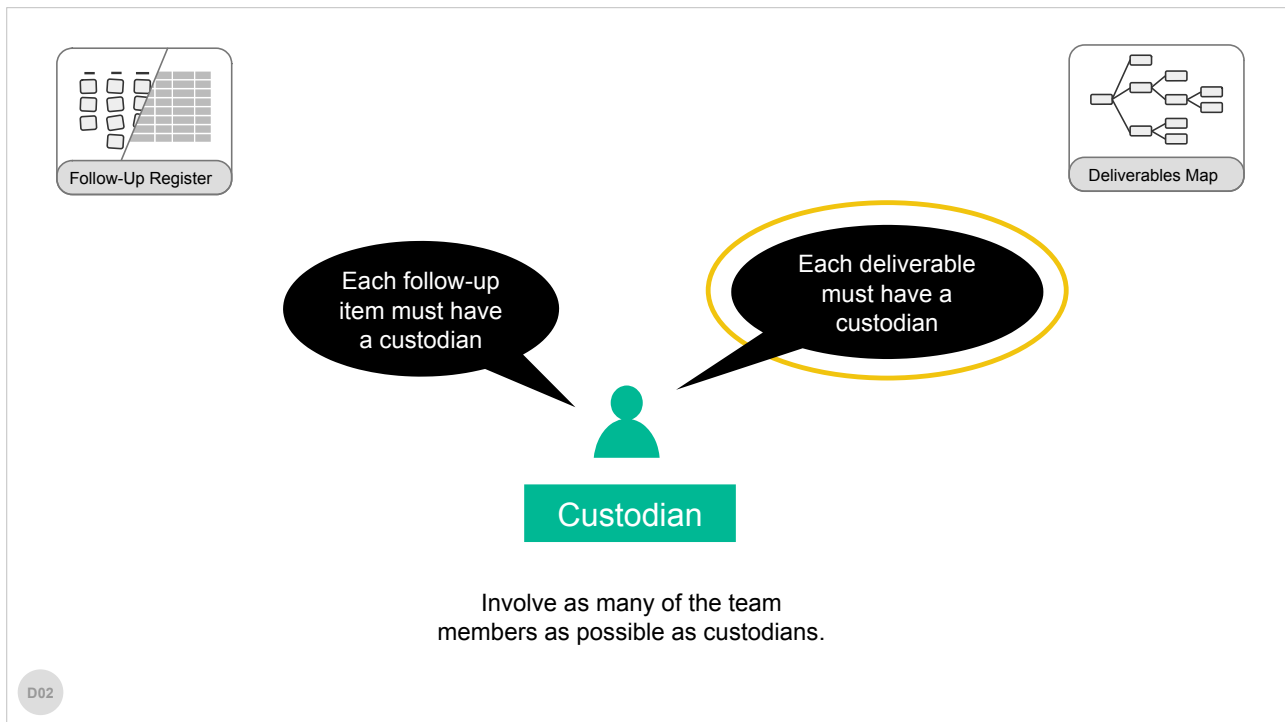 Follow-Up Register
Deliverables Map
Each follow-up
item must have
a custodian
Each deliverable
must have a
custodian
Custodian
Involve as many of the team
members as possible as custodians.
D02